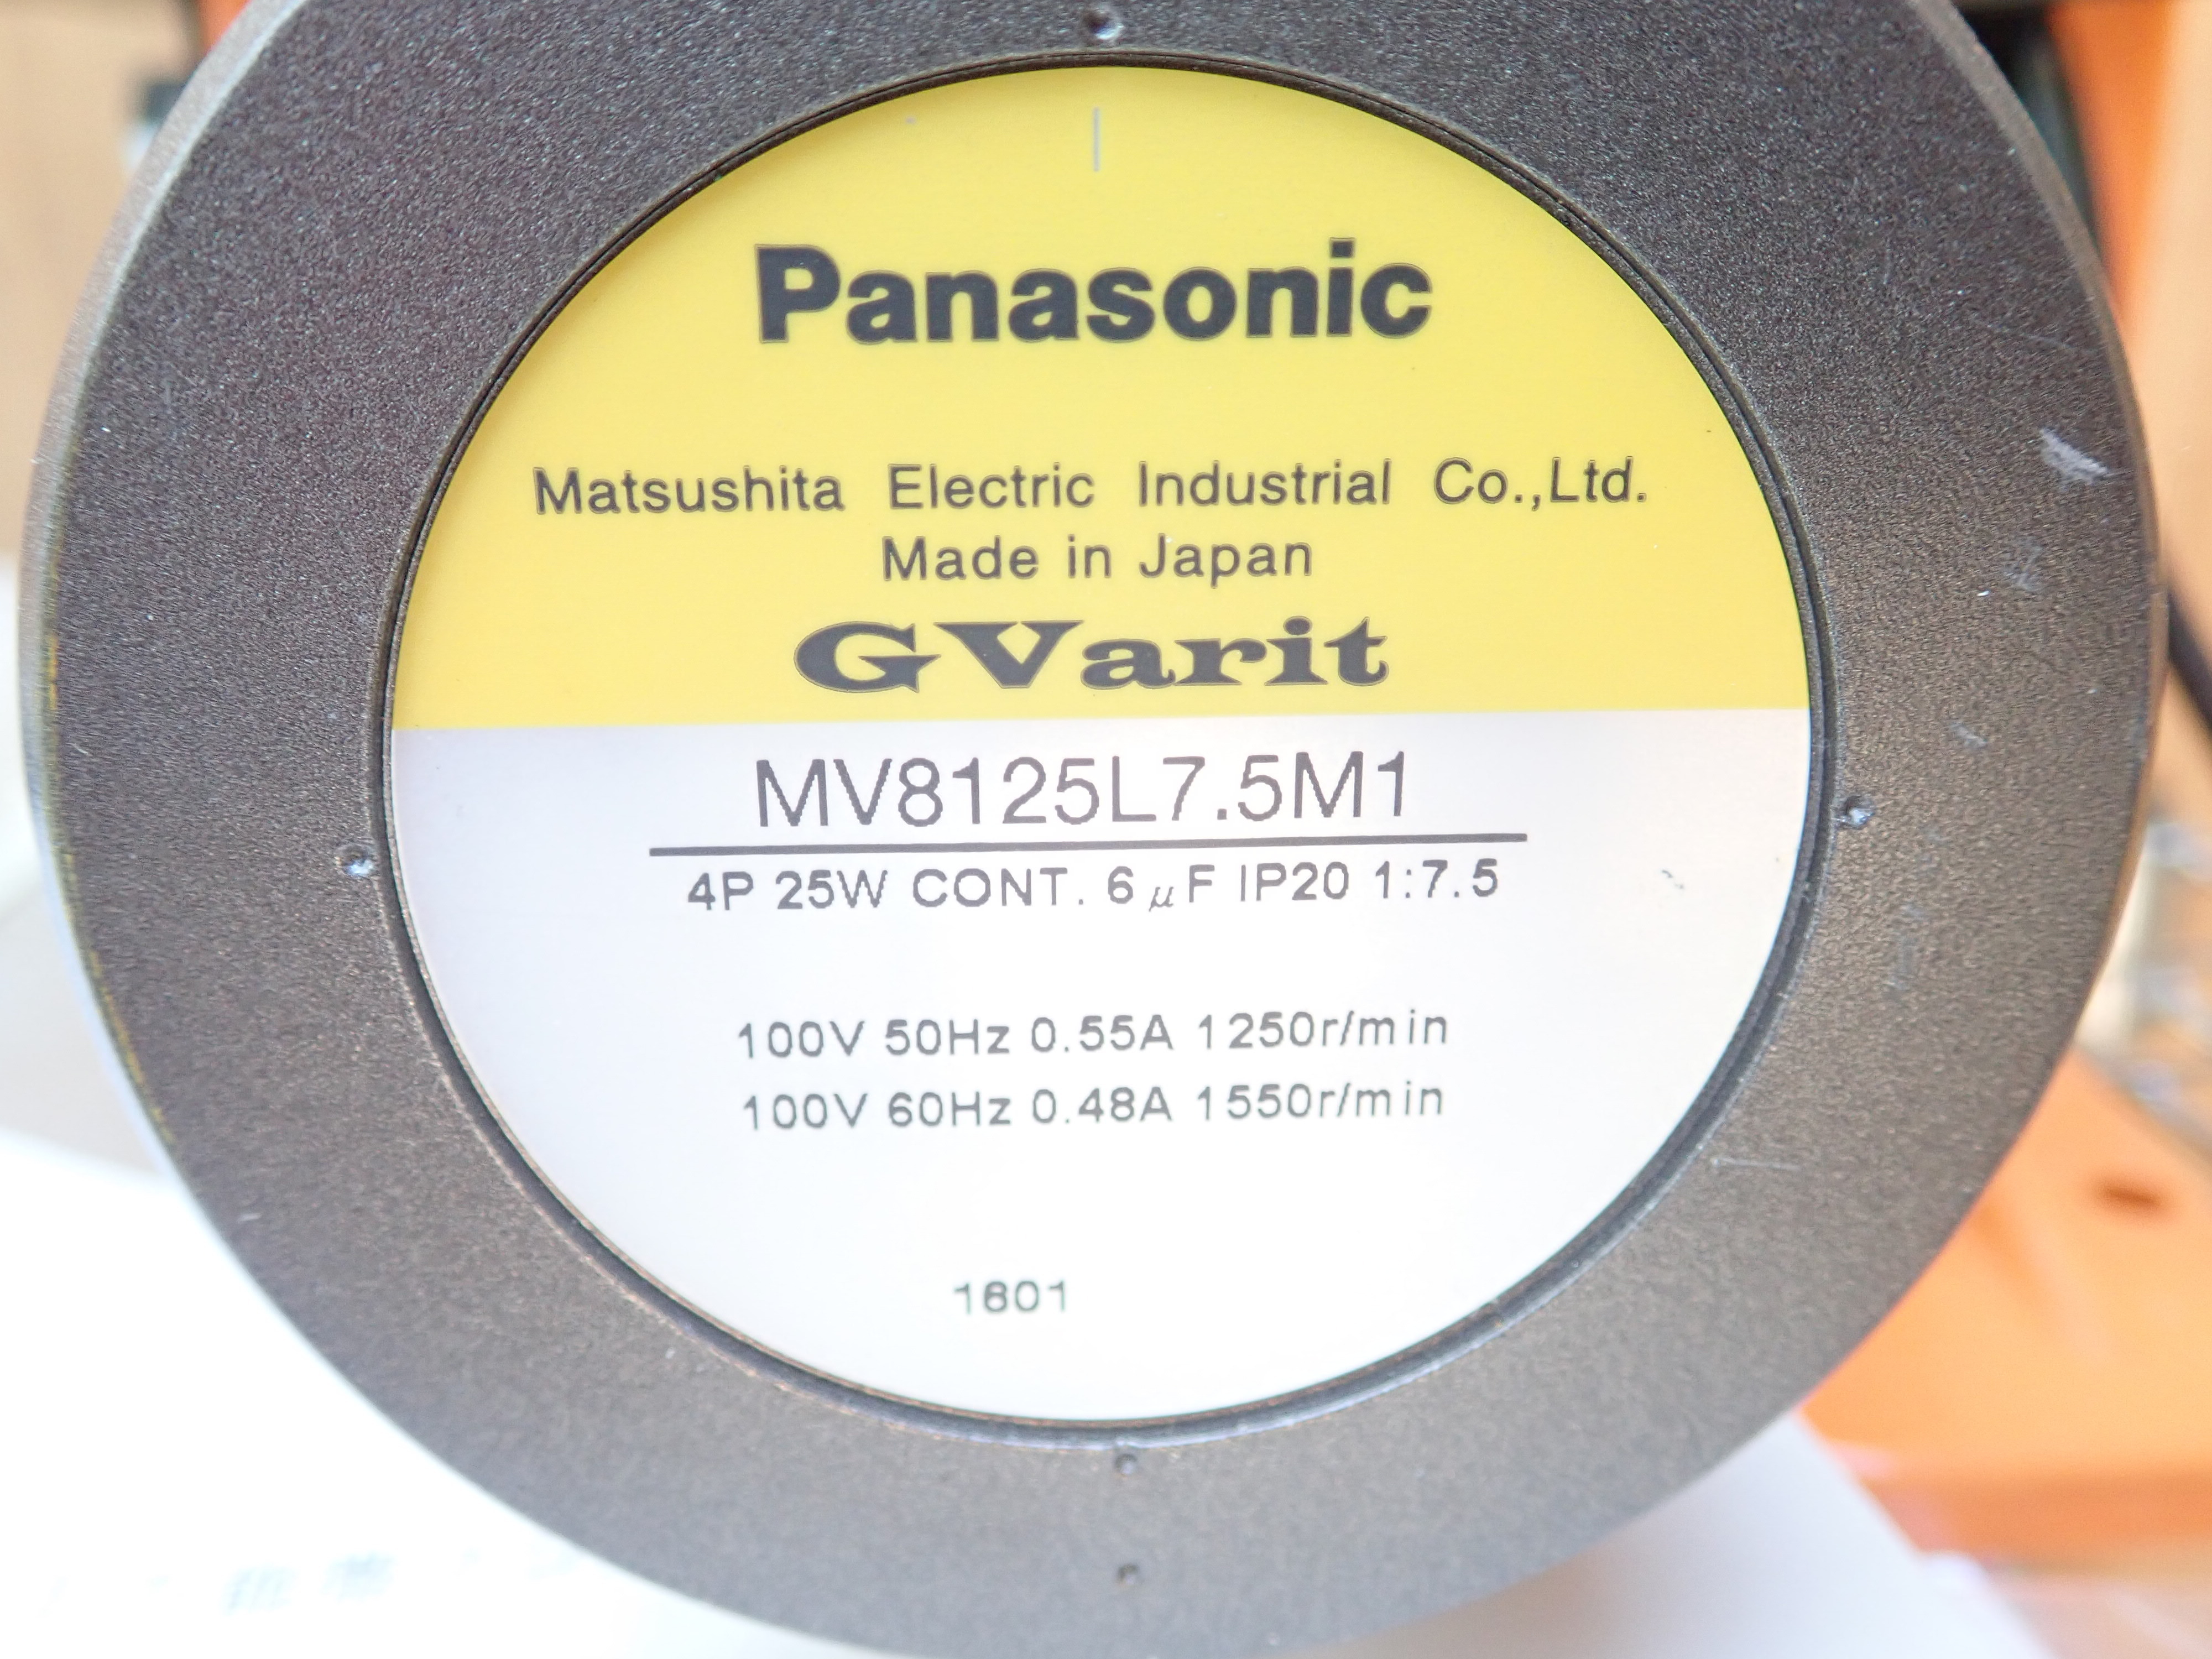 Panasonic
Matsushita Electric Industrial Co.,Ltd.
Made in Japan
GVarit
MV8125L7.5M1
4P 25W CONT. 6μF IP20 1:7.5
100V 50Hz 0.55A 1250r/min
100V 60Hz 0.48A 1550r/min
1601